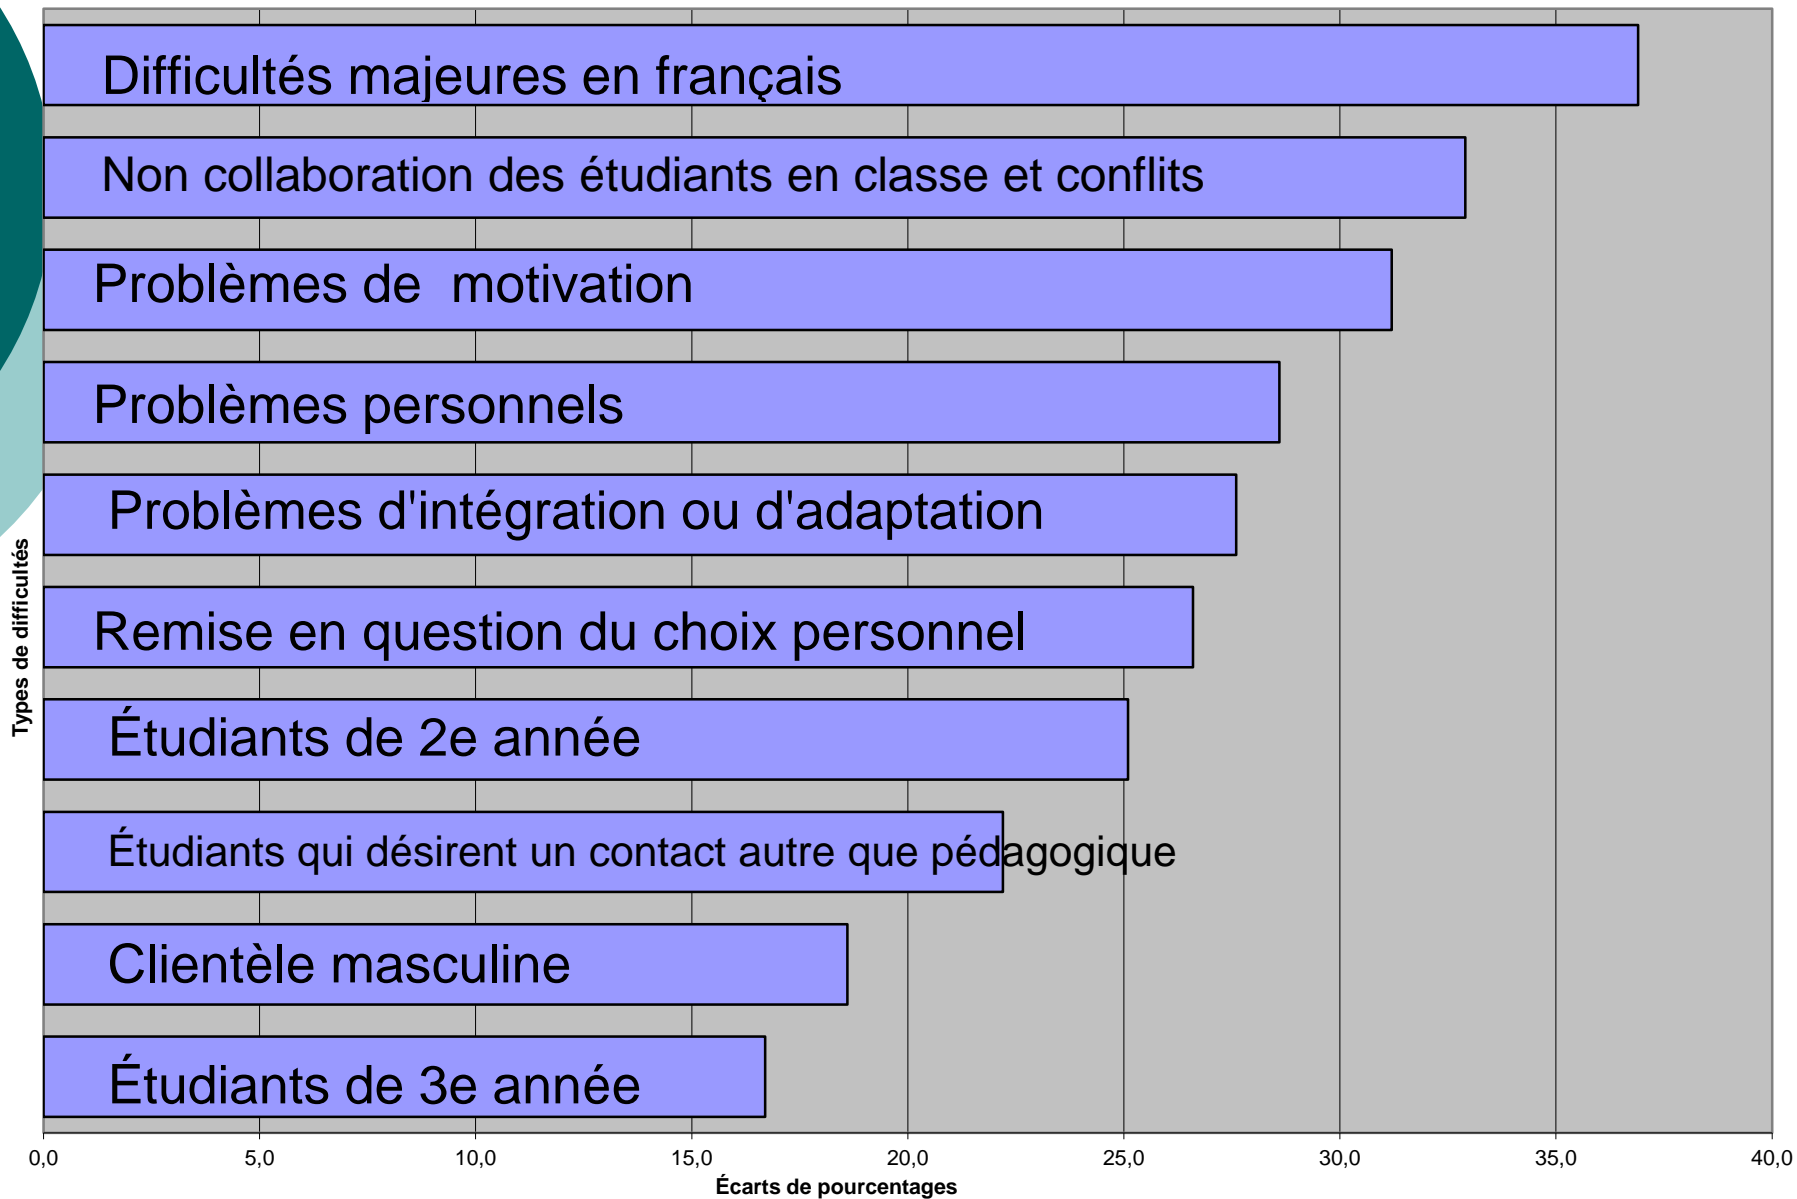 Difficultés majeures en français
Non collaboration des étudiants en classe et conflits
Problèmes de  motivation
Problèmes personnels
Problèmes d'intégration ou d'adaptation
Remise en question du choix personnel
Étudiants de 2e année
Étudiants qui désirent un contact autre que pédagogique
Clientèle masculine
Étudiants de 3e année
Types de difficultés
0,0 5,0 10,0 15,0 20,0 25,0 30,0 35,0 40,0
Écarts de pourcentages